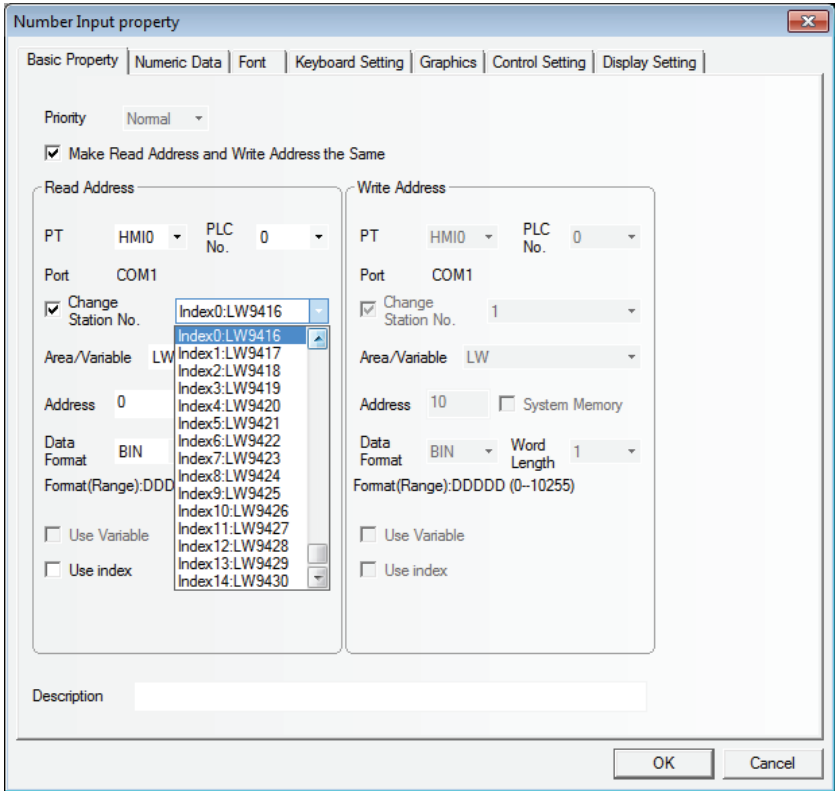 Number Input property
Basic Property Numeric Data Font Keyboard Setting Graphics Control Setting Display Setting
Priority Normal
Make Read Address and Write Address the Same
Read Address
PT HMI0 PLC No. 0
Port COM1
Change Station No. Index0:LW9416
Index0:LW9416
Index1:LW9417
Index2:LW9418
Index3:LW9419
Index4:LW9420
Index5:LW9421
Index6:LW9422
Index7:LW9423
Index8:LW9424
Index9:LW9425
Index10:LW9426
Index11:LW9427
Index12:LW9428
Index13:LW9429
Index14:LW9430
Area/Variable LW
Address 0
Data Format BIN
Format(Range):DDD
Use Variable
Use index
Write Address
PT HMI0 PLC No. 0
Port COM1
Change Station No. 1
Area/Variable LW
Address 10 System Memory
Data Format BIN Word Length 1
Format(Range):DDDDD (0--10255)
Use Variable
Use index
Description
OK Cancel